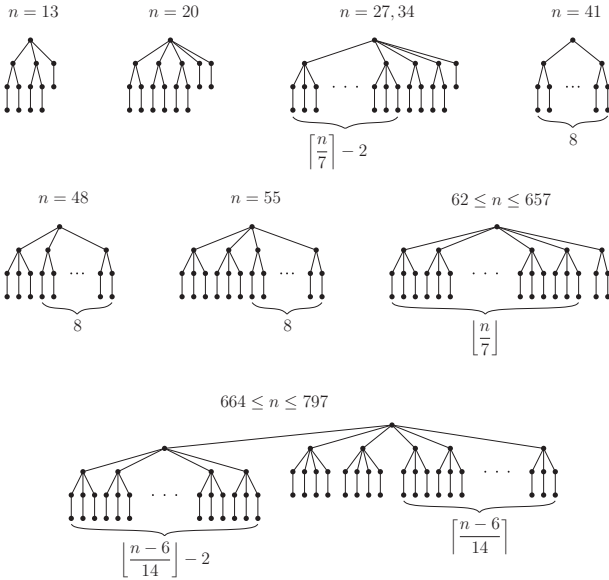 n = 13
n = 20
n = 27, 34
n = 41
· · ·
···
⌈n/7⌉ − 2
8
n = 48
n = 55
62 ≤ n ≤ 657
···
···
· · ·
8
8
⌊n/7⌋
664 ≤ n ≤ 797
· · ·
· · ·
⌊(n − 6)/14⌋ − 2
⌈(n − 6)/14⌉